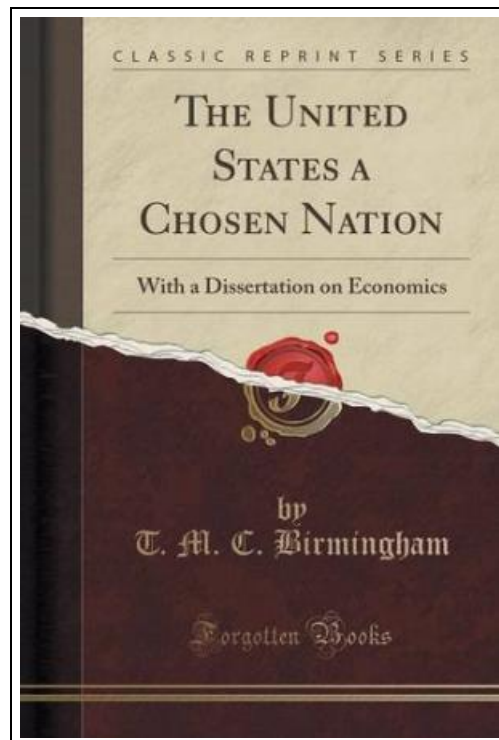 CLASSIC REPRINT SERIES
THE UNITED
STATES A
CHOSEN NATION
With a Dissertation on Economics
F
by
T. M. C. Birmingham
Forgotten Books